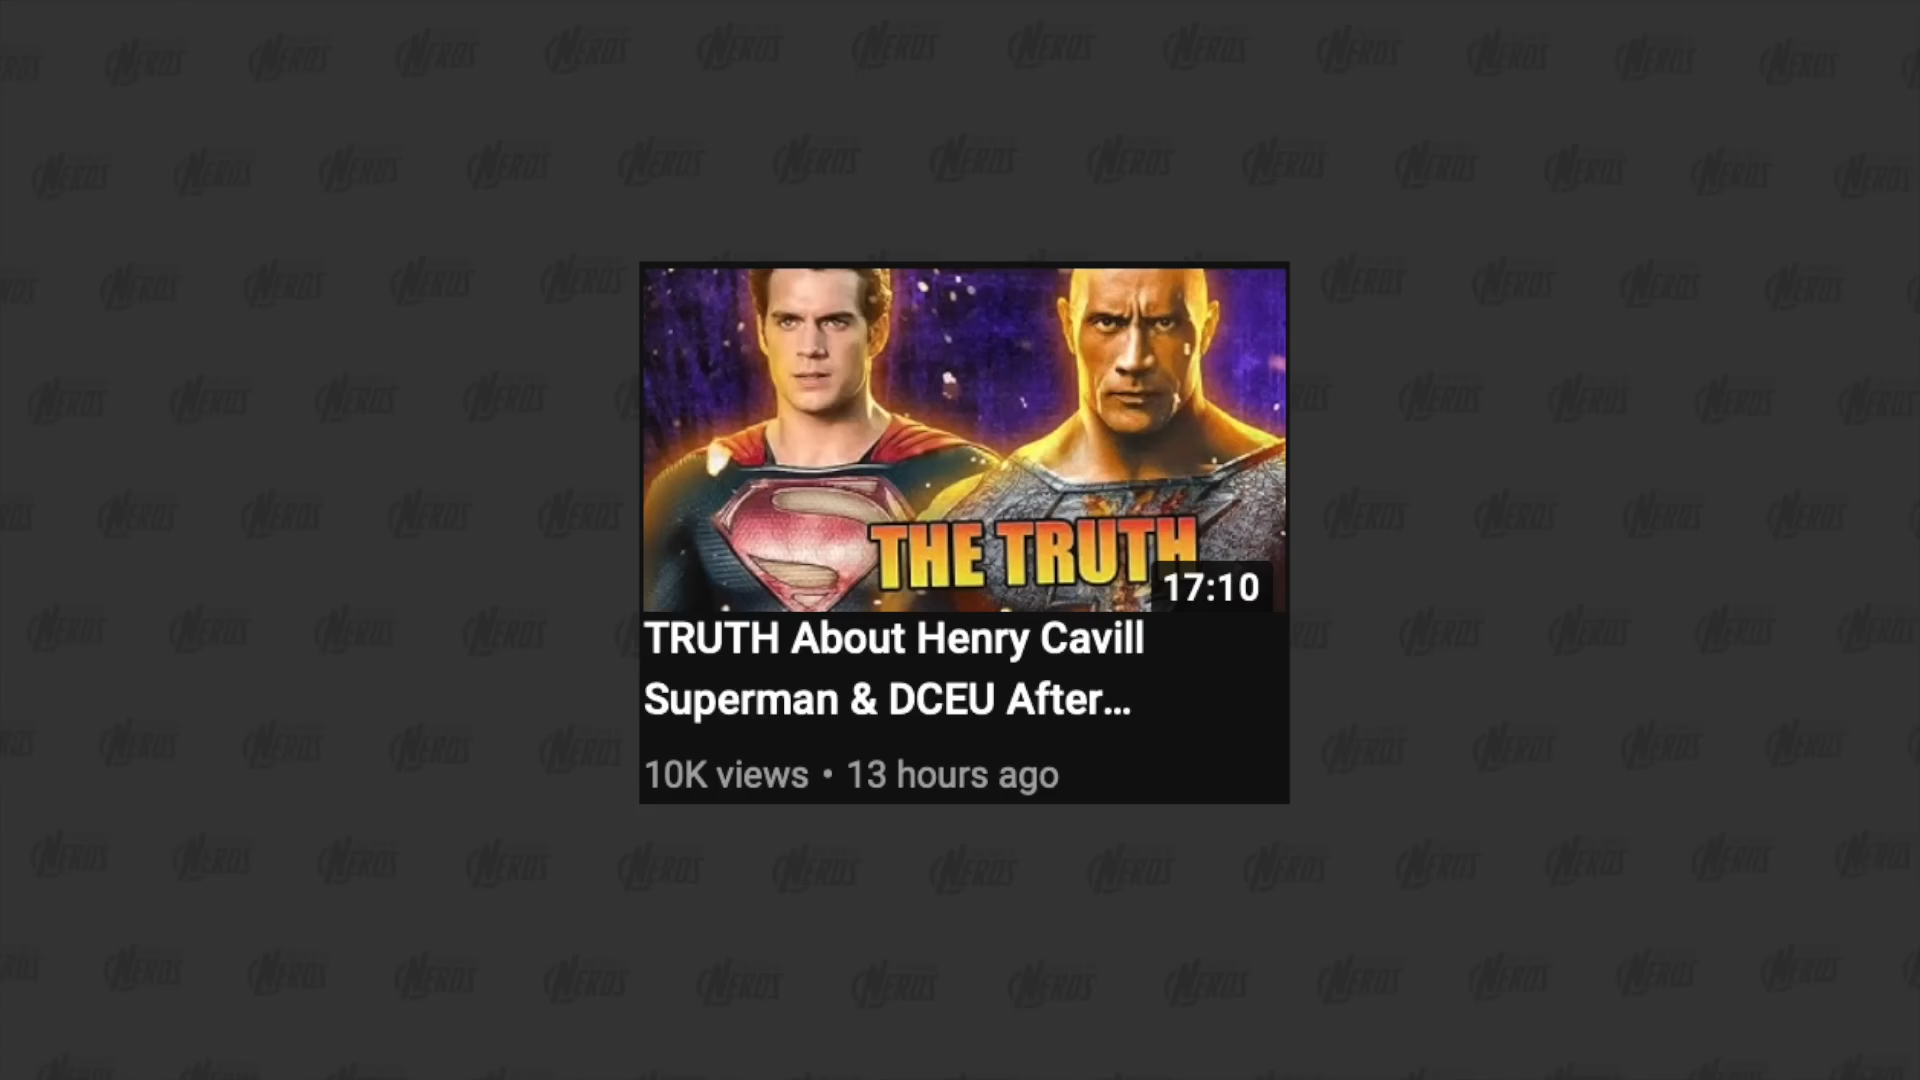 THE TRUTH
17:10
TRUTH About Henry Cavill
Superman & DCEU After...
10K views • 13 hours ago